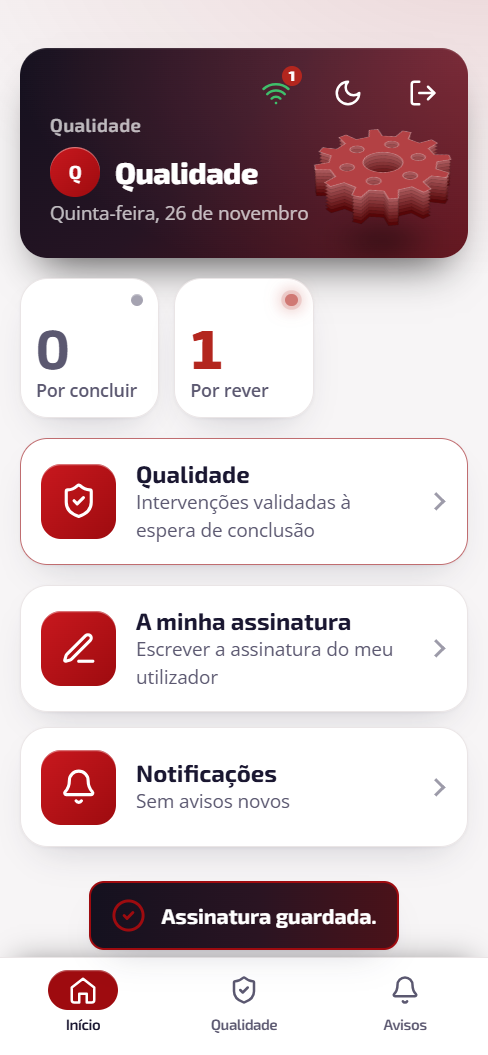 1
Qualidade
Q
Qualidade
Quinta-feira, 26 de novembro
0
Por concluir
1
Por rever
Qualidade
Intervenções validadas à
espera de conclusão
A minha assinatura
Escrever a assinatura do meu
utilizador
Notificações
Sem avisos novos
Assinatura guardada.
Início
Qualidade
Avisos